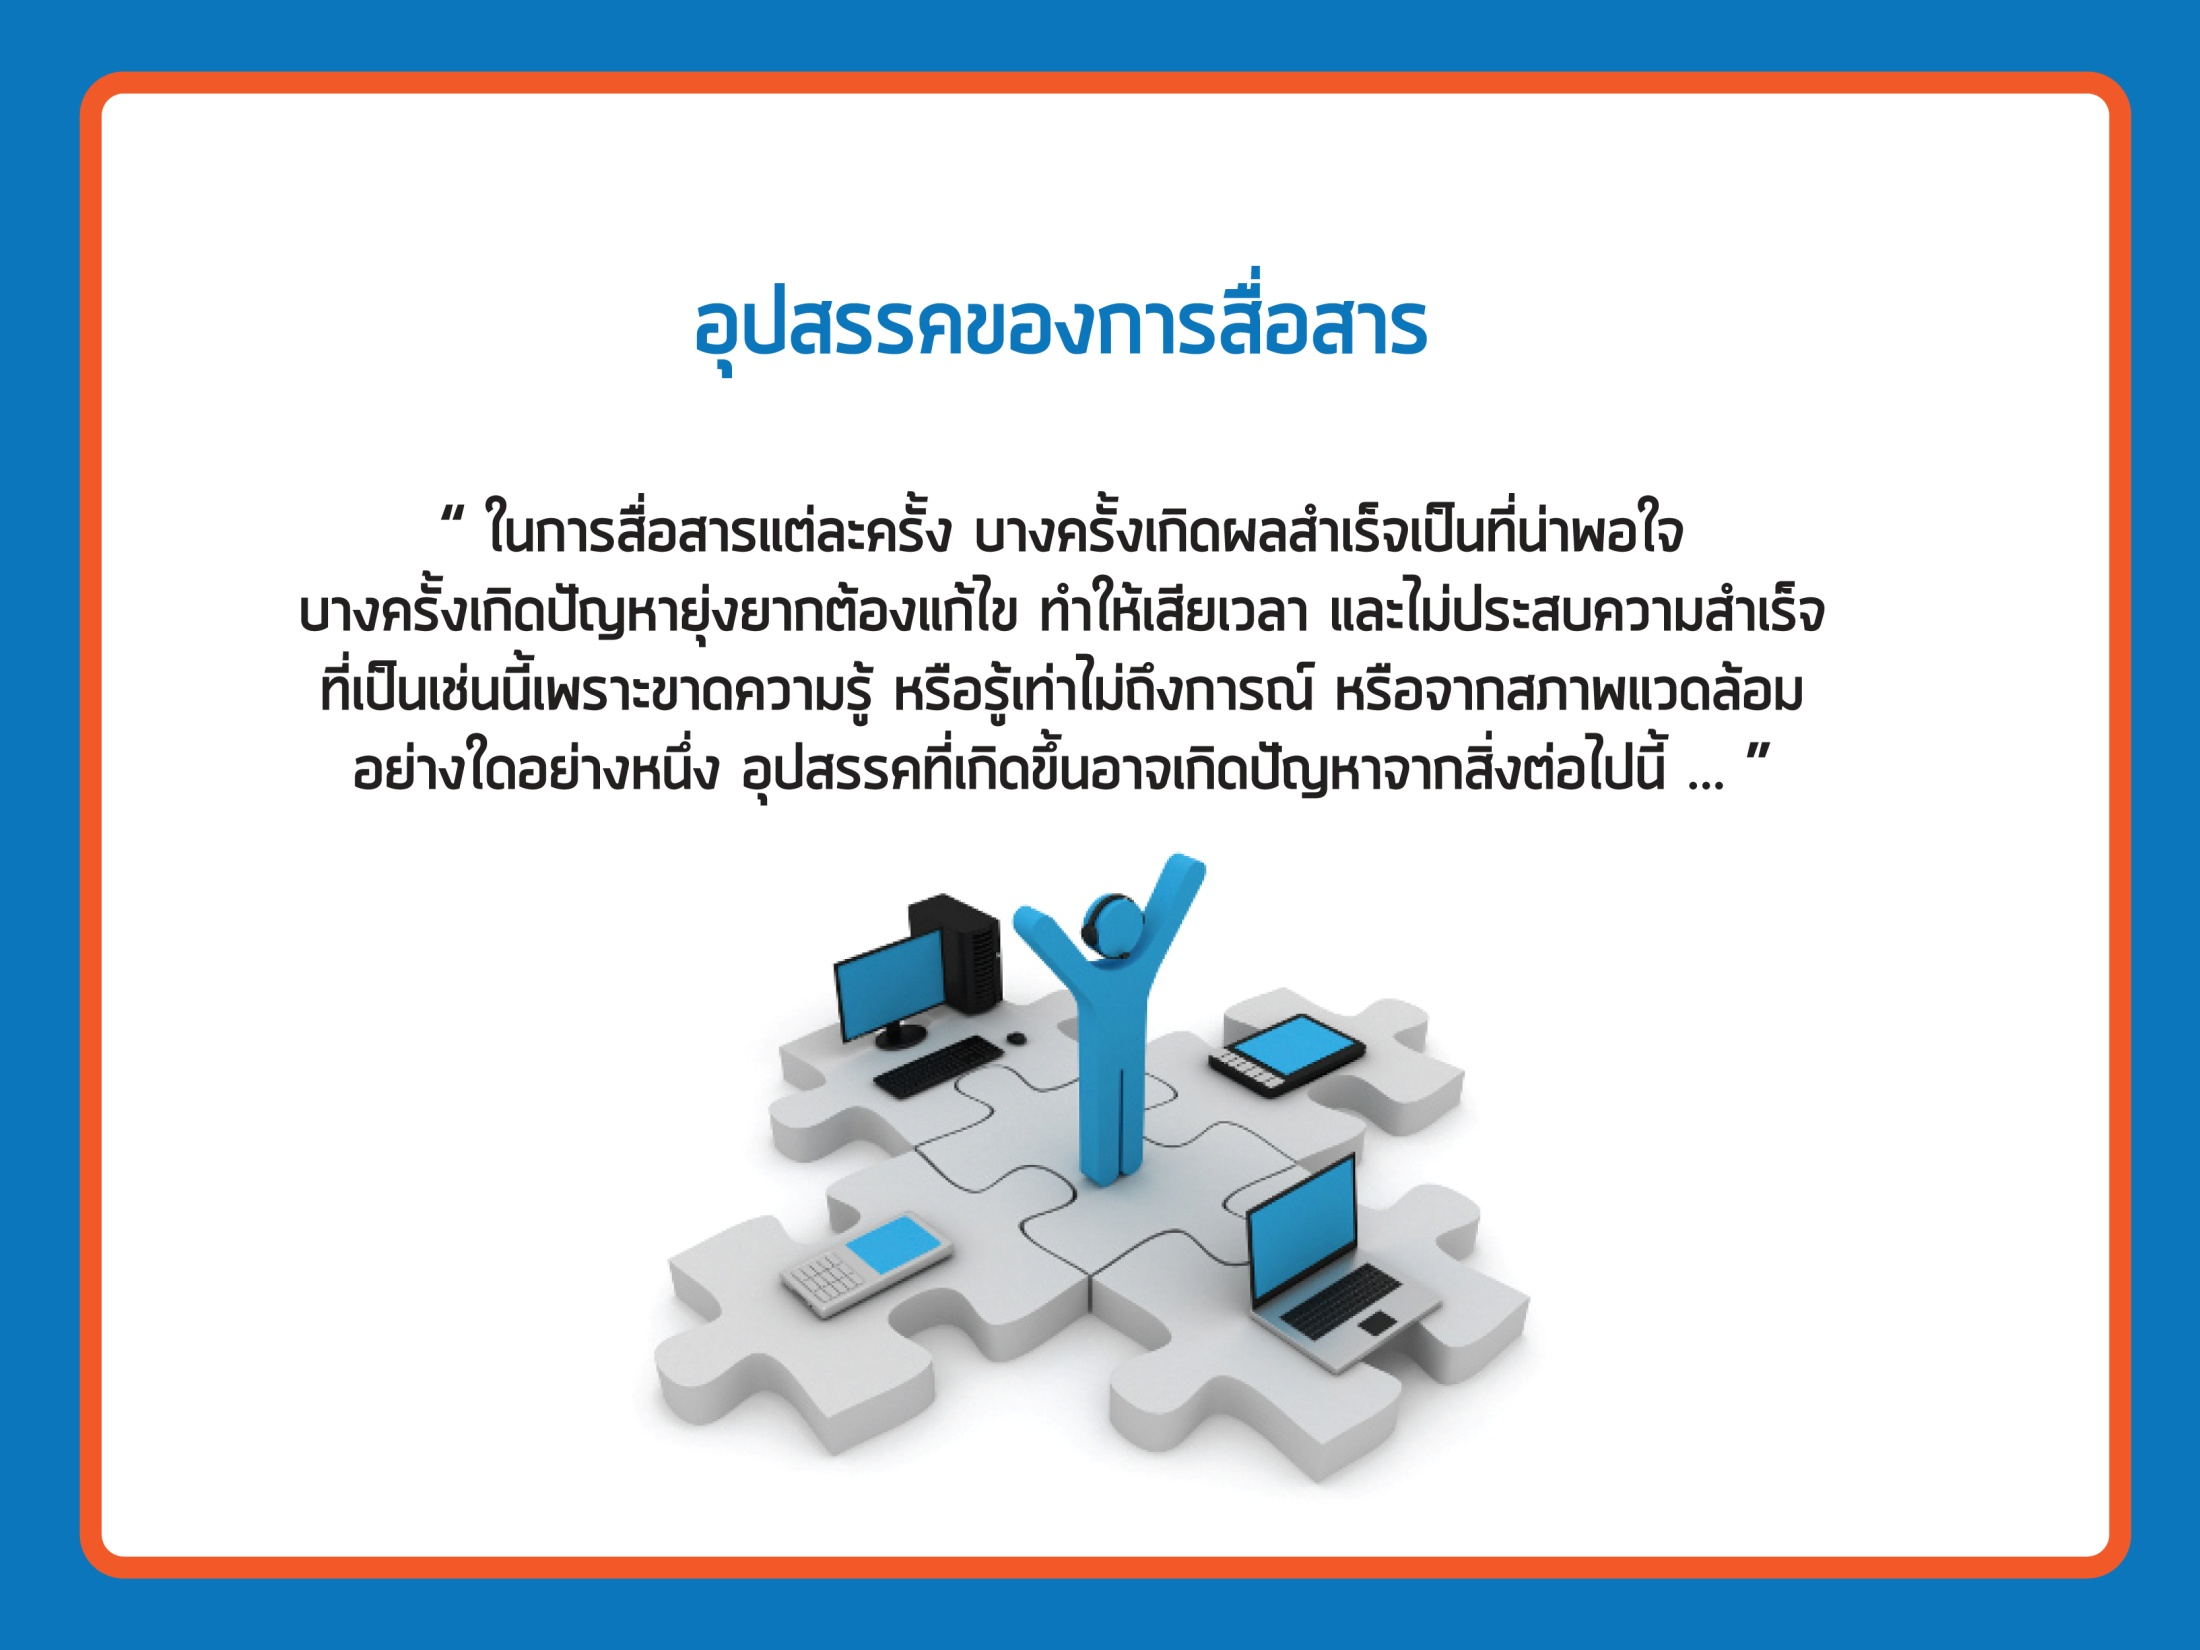 อุปสรรคของการสื่อสาร
“ ในการสื่อสารแต่ละครั้ง บางครั้งเกิดผลสำเร็จเป็นที่น่าพอใจ
บางครั้งเกิดปัญหายุ่งยากต้องแก้ไข ทำให้เสียเวลา และไม่ประสบความสำเร็จ
ที่เป็นเช่นนี้เพราะขาดความรู้ หรือรู้เท่าไม่ถึงการณ์ หรือจากสภาพแวดล้อม
อย่างใดอย่างหนึ่ง อุปสรรคที่เกิดขึ้นอาจเกิดปัญหาจากสิ่งต่อไปนี้ ... ”